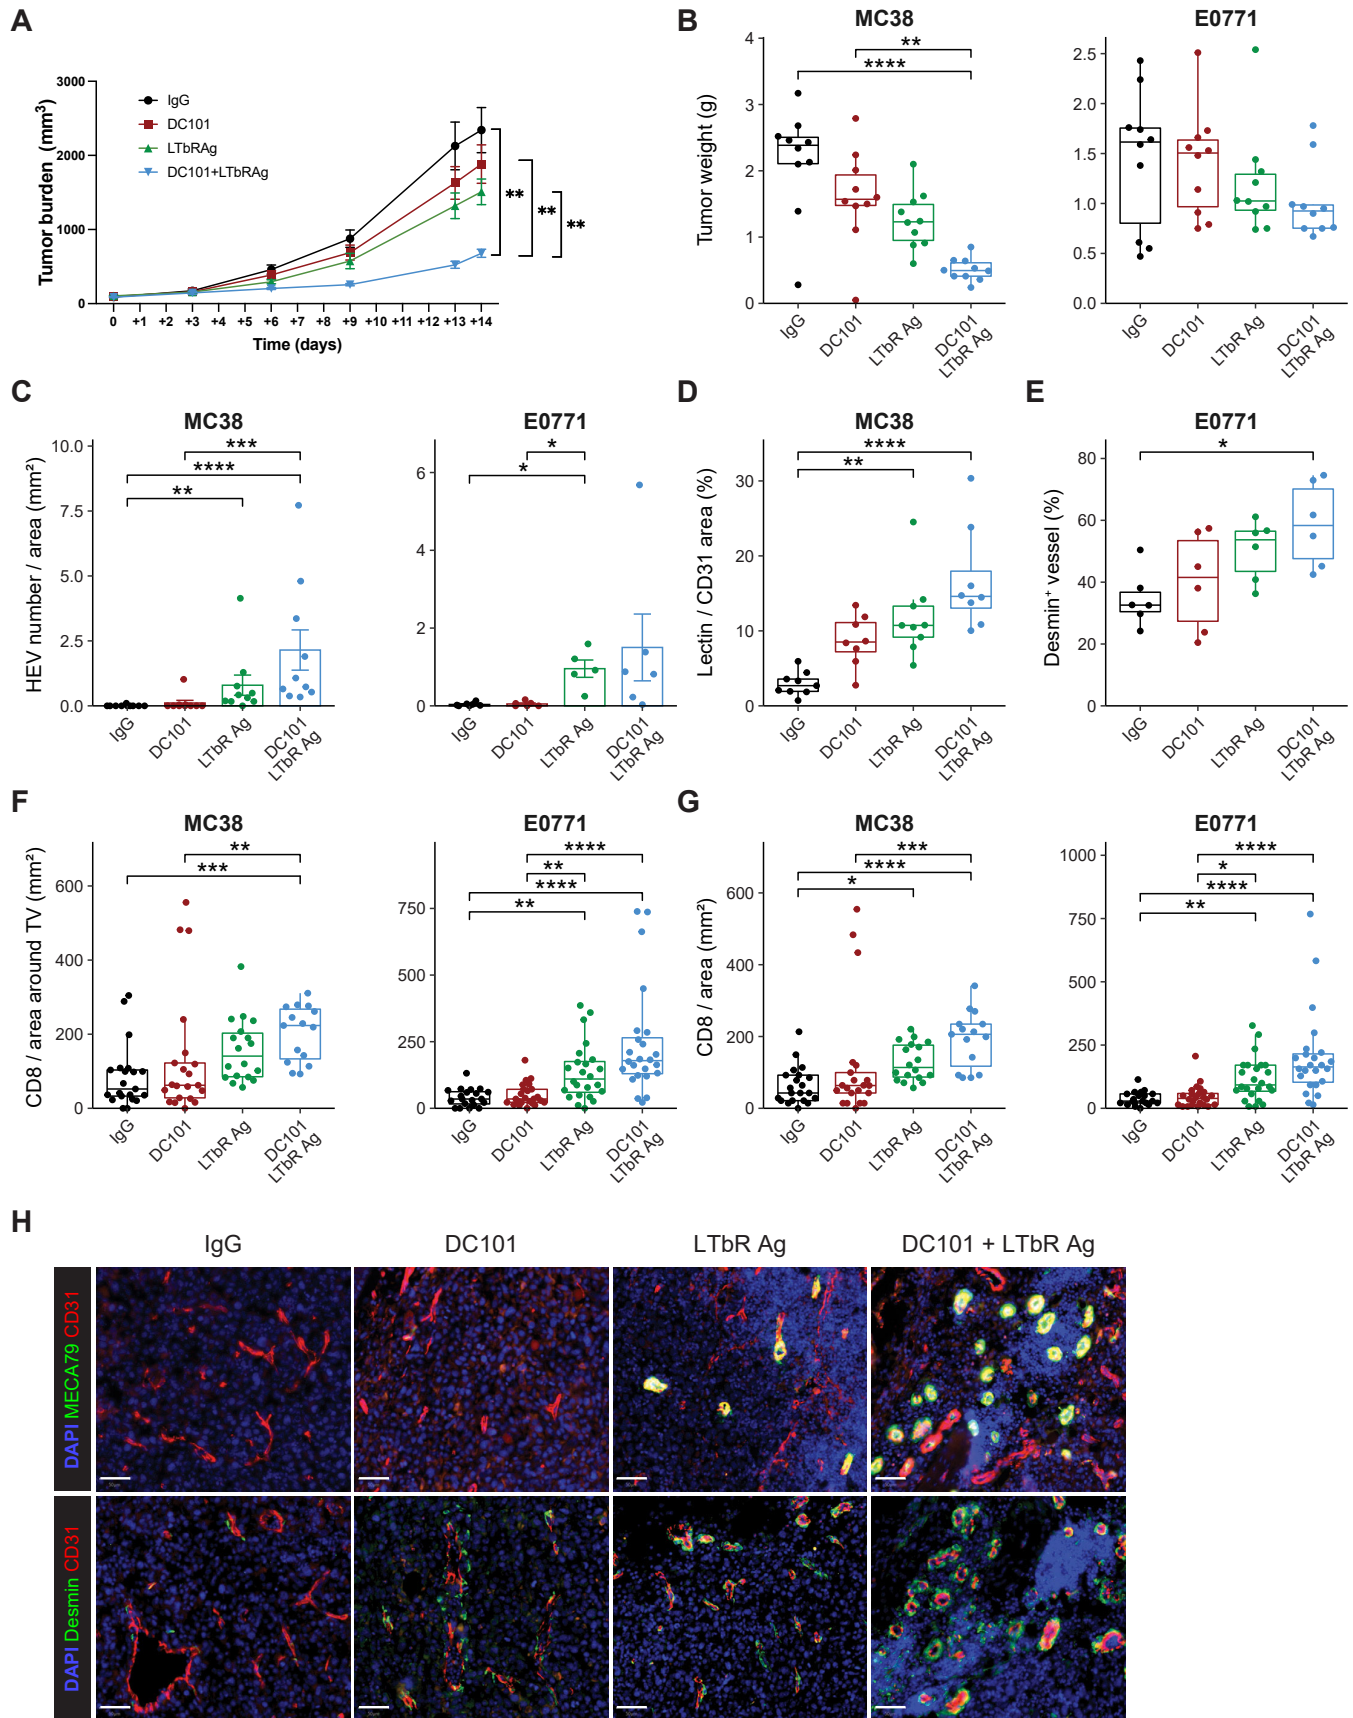 A
Tumor burden (mm³)
3000
2000
1000
0
IgG
DC101
LTbRAg
DC101+LTbRAg
**
**
**
0 +1 +2 +3 +4 +5 +6 +7 +8 +9 +10 +11 +12 +13 +14
Time (days)
B
MC38
Tumor weight (g)
4
3
2
1
0
**
****
IgG
DC101
LTbR Ag
DC101
LTbR Ag
E0771
2.5
2.0
1.5
1.0
0.5
0.0
IgG
DC101
LTbR Ag
DC101
LTbR Ag
C
MC38
HEV number / area (mm²)
10.0
7.5
5.0
2.5
0.0
***
****
**
IgG
DC101
LTbR Ag
DC101
LTbR Ag
E0771
6
4
2
0
*
*
IgG
DC101
LTbR Ag
DC101
LTbR Ag
D
MC38
Lectin / CD31 area (%)
30
20
10
0
****
**
IgG
DC101
LTbR Ag
DC101
LTbR Ag
E
E0771
Desmin⁺ vessel (%)
80
60
40
20
0
*
IgG
DC101
LTbR Ag
DC101
LTbR Ag
F
MC38
CD8 / area around TV (mm²)
600
400
200
0
**
***
IgG
DC101
LTbR Ag
DC101
LTbR Ag
E0771
750
500
250
0
****
**
****
**
IgG
DC101
LTbR Ag
DC101
LTbR Ag
G
MC38
CD8 / area (mm²)
600
400
200
0
***
****
*
IgG
DC101
LTbR Ag
DC101
LTbR Ag
E0771
1000
750
500
250
0
****
*
****
**
IgG
DC101
LTbR Ag
DC101
LTbR Ag
H
IgG
DC101
LTbR Ag
DC101 + LTbR Ag
DAPI MECA79 CD31
DAPI Desmin CD31